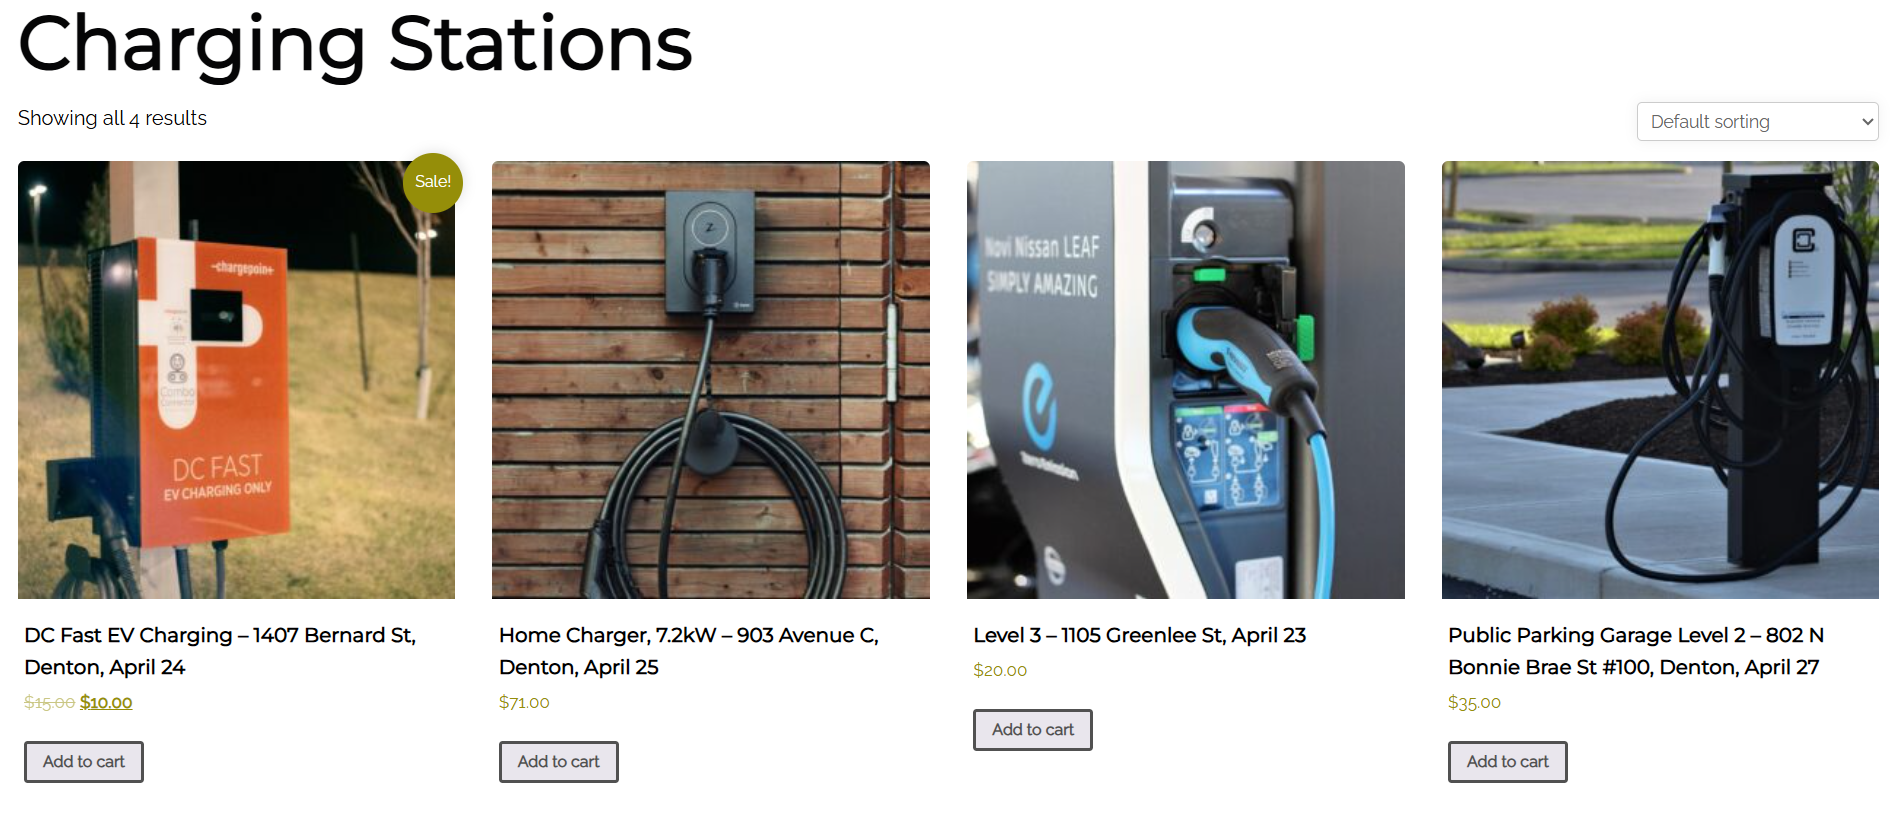 Charging Stations
Showing all 4 results
Default sorting
Sale!
-chargepoin+
Combo
DC FAST
EV CHARGING ONLY
Z
Novi Nissan LEAF
SIMPLY AMAZING
DC Fast EV Charging – 1407 Bernard St,
Denton, April 24
$15.00 $10.00
Add to cart
Home Charger, 7.2kW – 903 Avenue C,
Denton, April 25
$71.00
Add to cart
Level 3 – 1105 Greenlee St, April 23
$20.00
Add to cart
Public Parking Garage Level 2 – 802 N
Bonnie Brae St #100, Denton, April 27
$35.00
Add to cart